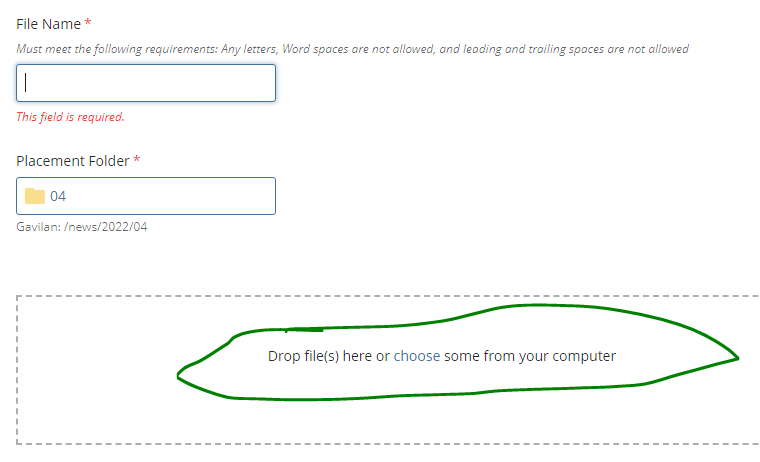 File Name *
Must meet the following requirements: Any letters, Word spaces are not allowed, and leading and trailing spaces are not allowed
This field is required.
Placement Folder *
04
Gavilan: /news/2022/04
Drop file(s) here or choose some from your computer